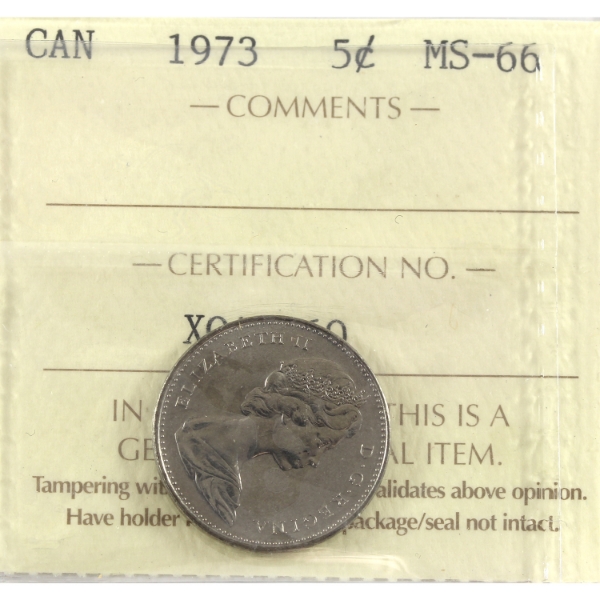 CAN 1973 5¢ MS-66
— COMMENTS —
— CERTIFICATION NO. —
ELIZABETH II
D·G·REGINA
IN THIS IS A
GE AL ITEM.
Tampering alidates above opinion.
Have holder package/seal not intact.